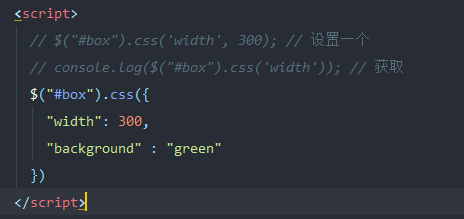 <script>
// $("#box").css('width', 300); // 设置一个
// console.log($("#box").css('width')); // 获取
$("#box").css({
"width": 300,
"background" : "green"
})
</script>